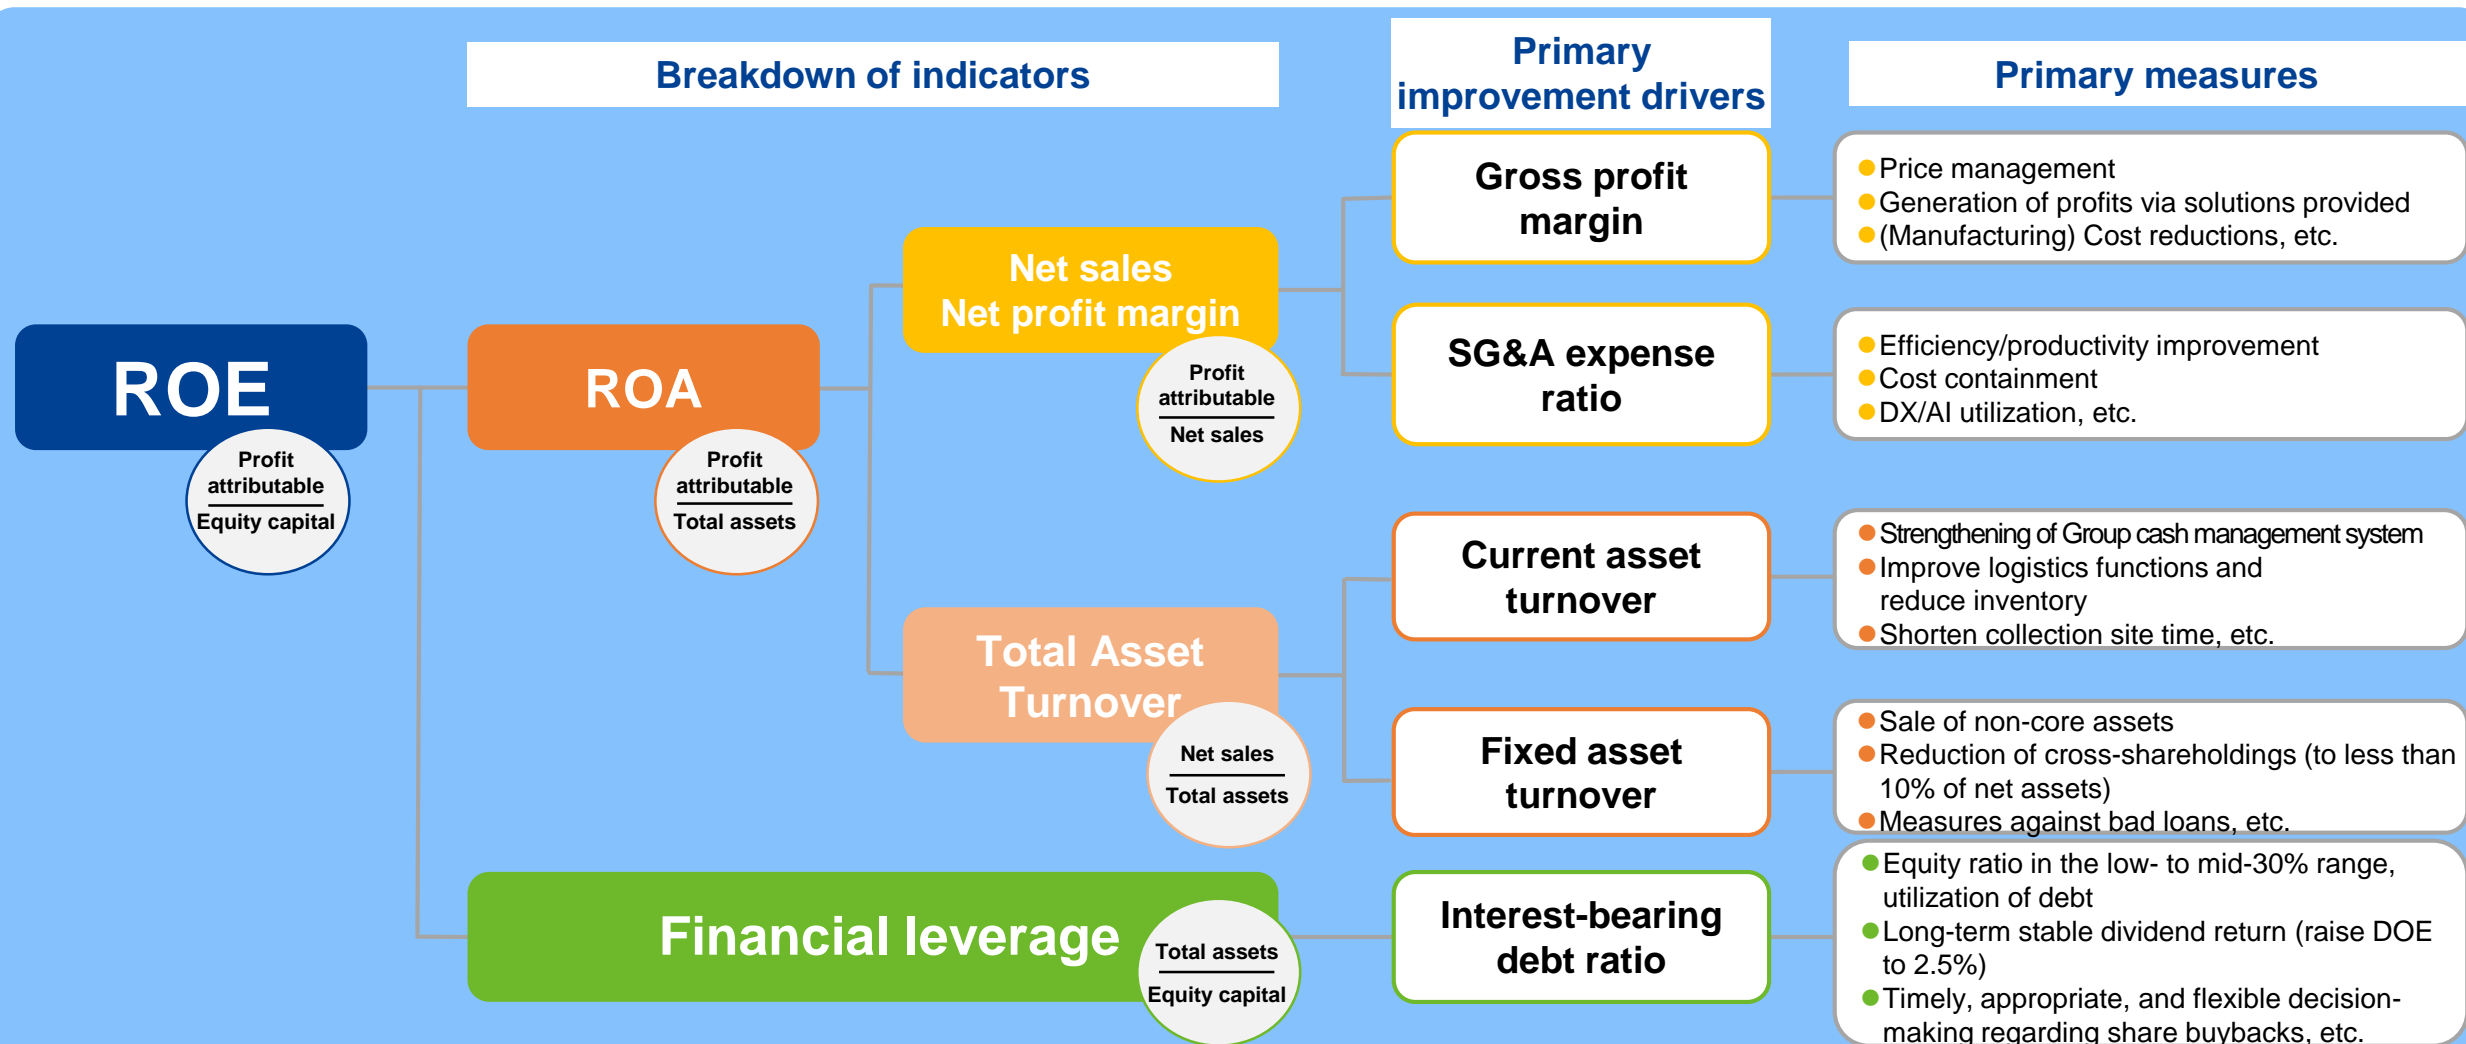 Breakdown of indicators
Primary
improvement drivers
Primary measures
ROE
Profit
attributable
Equity capital
ROA
Profit
attributable
Total assets
Net sales
Net profit margin
Profit
attributable
Net sales
Total Asset
Turnover
Net sales
Total assets
Financial leverage
Total assets
Equity capital
Gross profit
margin
●Price management
●Generation of profits via solutions provided
●(Manufacturing) Cost reductions, etc.
SG&A expense
ratio
●Efficiency/productivity improvement
●Cost containment
●DX/AI utilization, etc.
Current asset
turnover
●Strengthening of Group cash management system
●Improve logistics functions and
reduce inventory
●Shorten collection site time, etc.
Fixed asset
turnover
●Sale of non-core assets
●Reduction of cross-shareholdings (to less than
10% of net assets)
●Measures against bad loans, etc.
Interest-bearing
debt ratio
●Equity ratio in the low- to mid-30% range,
utilization of debt
●Long-term stable dividend return (raise DOE
to 2.5%)
●Timely, appropriate, and flexible decision-
making regarding share buybacks, etc.